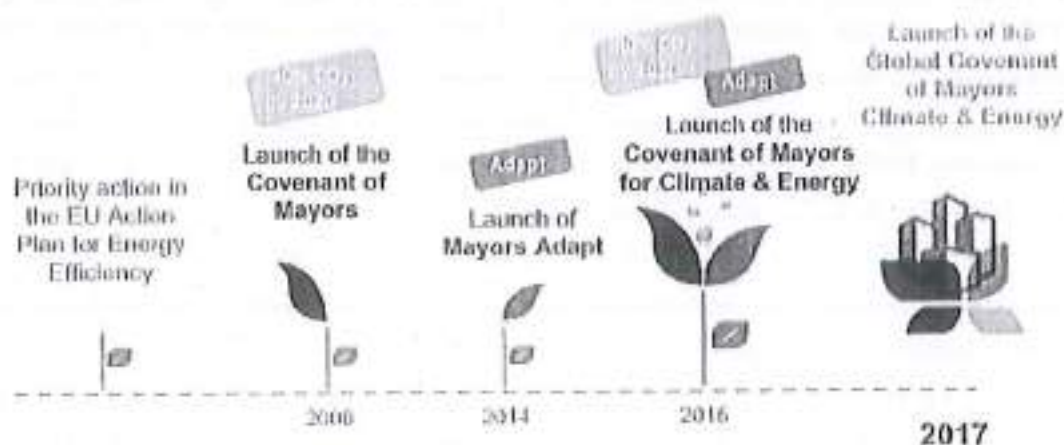 Priority action in
the EU Action
Plan for Energy
Efficiency
Launch of the
Covenant of
Mayors
Adapt
Launch of
Mayors Adapt
Adapt
Launch of the
Covenant of Mayors
for Climate & Energy
Launch of the
Global Covenant
of Mayors
Climate & Energy
2008
2014
2016
2017